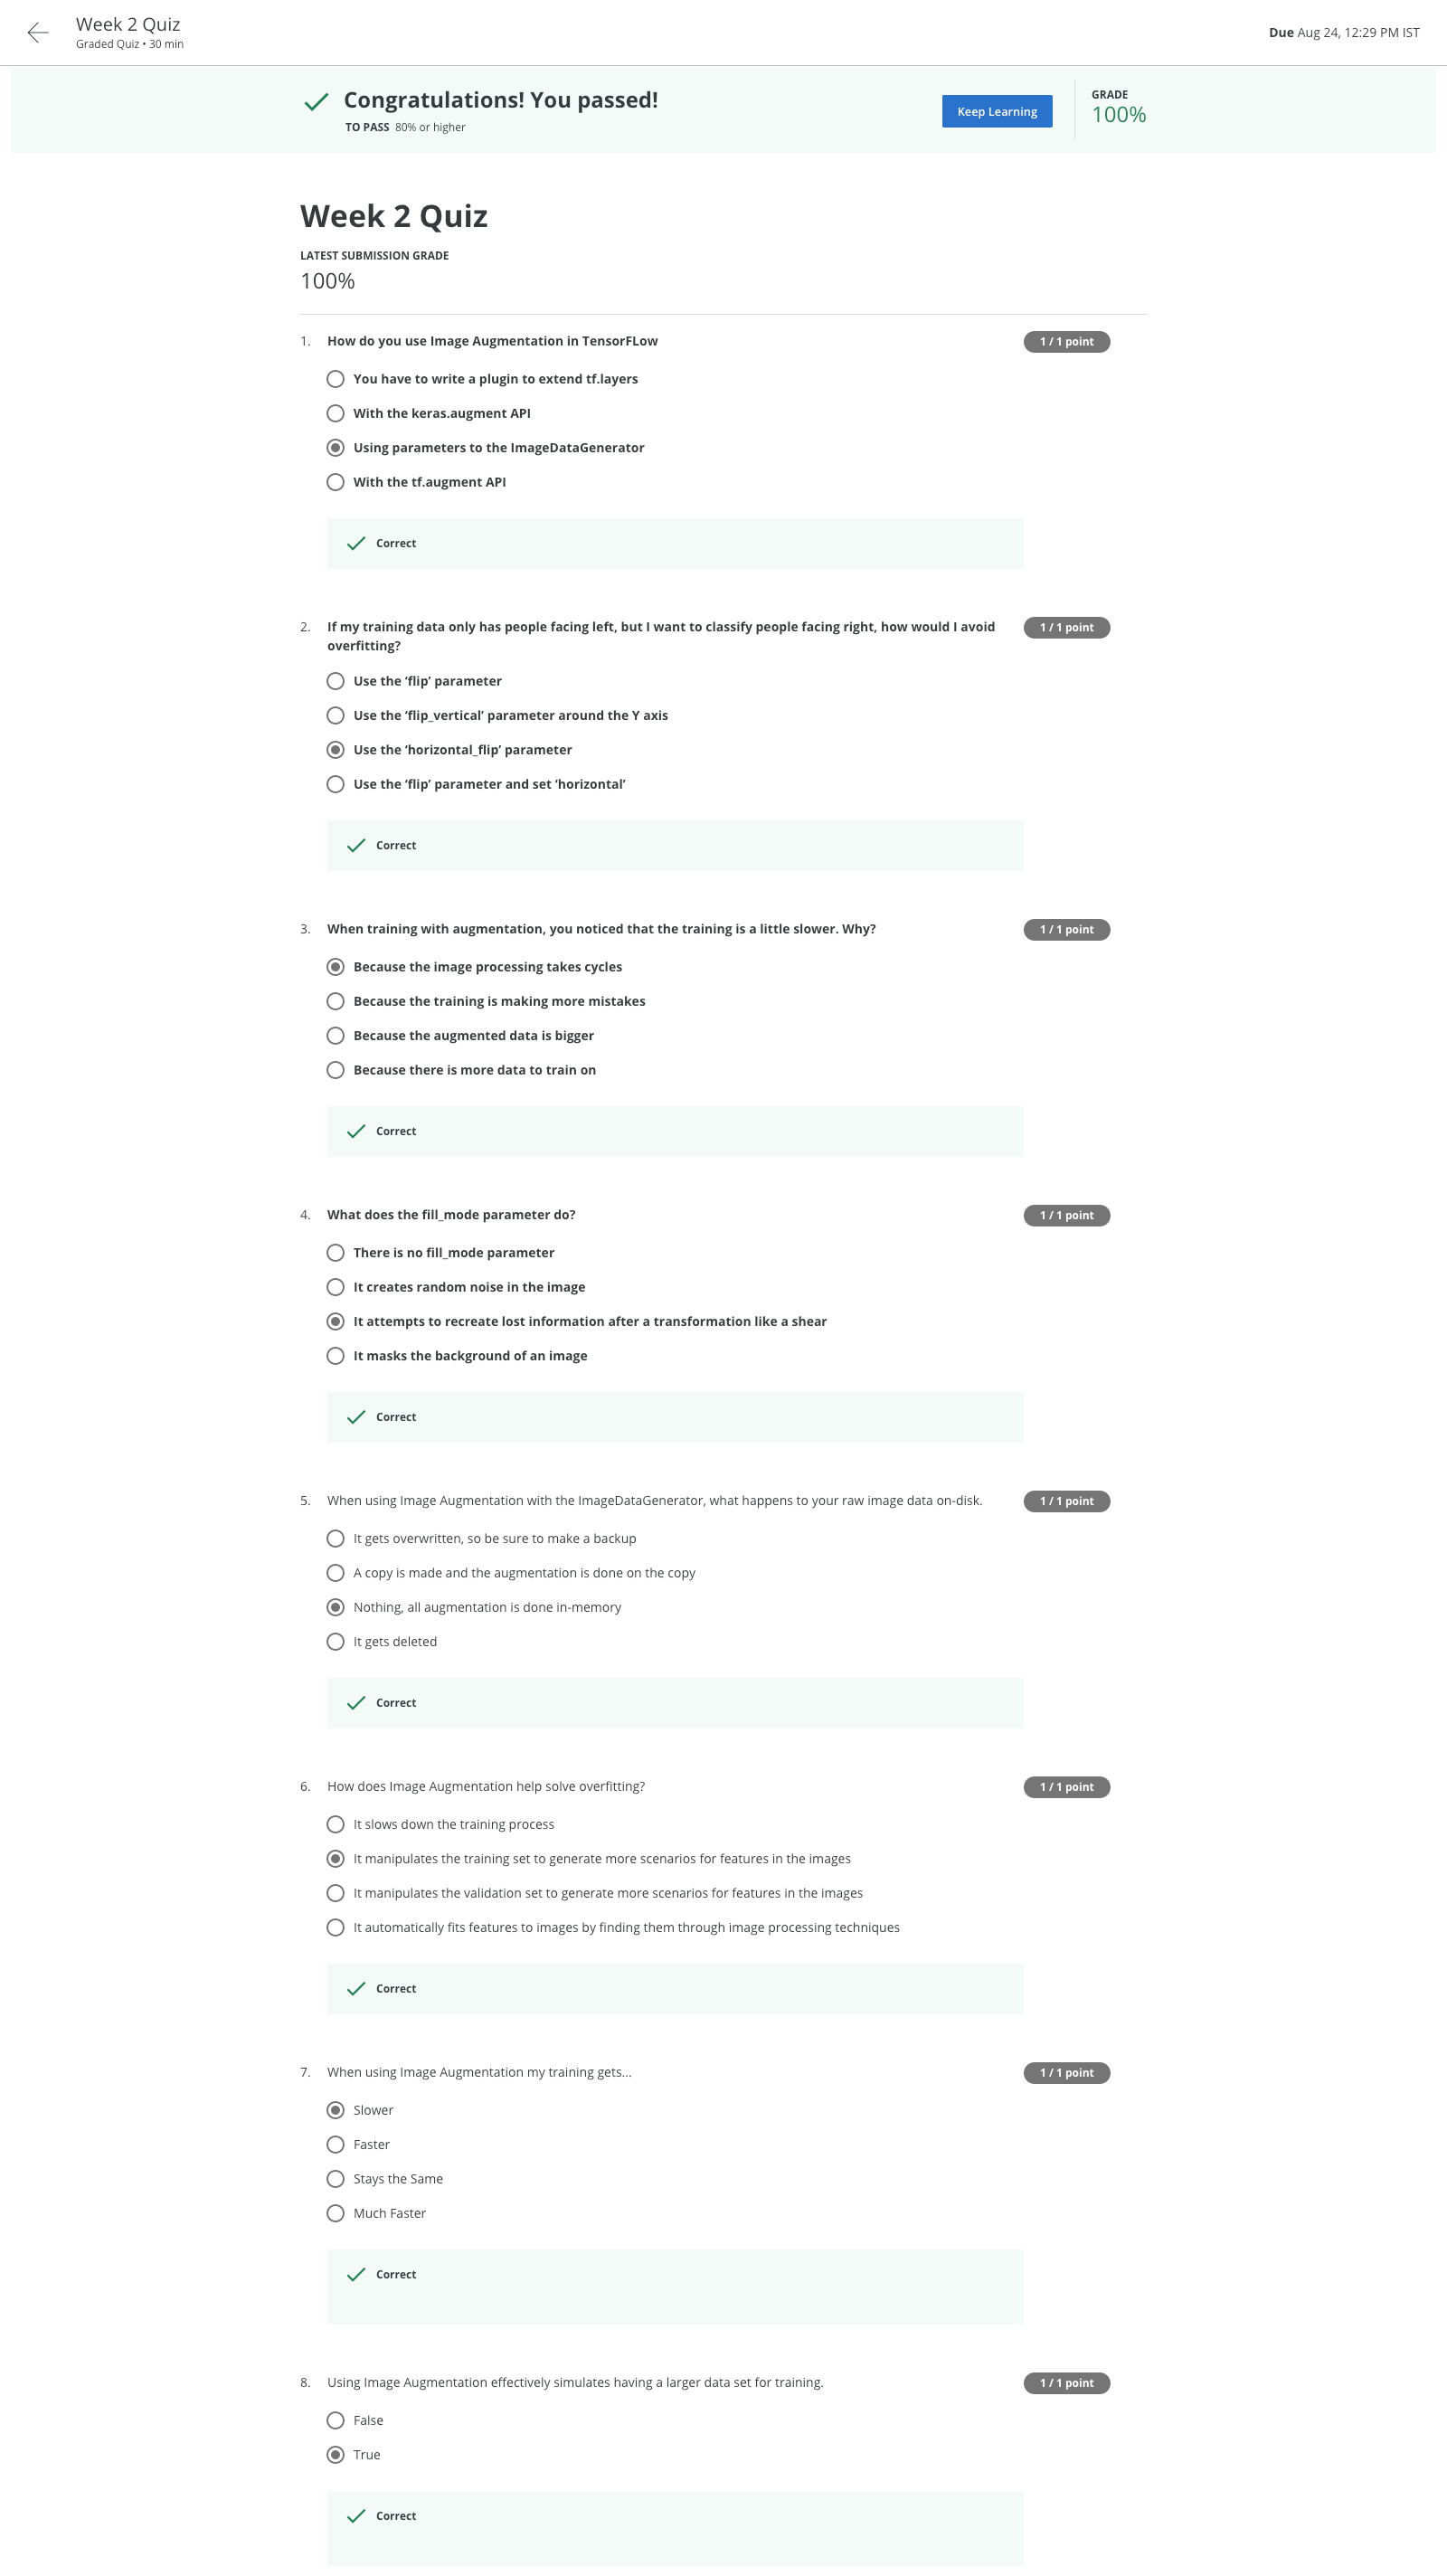 Week 2 Quiz
Graded Quiz • 30 min
Due Aug 24, 12:29 PM IST
Congratulations! You passed!
TO PASS 80% or higher
Keep Learning
GRADE
100%
Week 2 Quiz
LATEST SUBMISSION GRADE
100%
1. How do you use Image Augmentation in TensorFLow
1 / 1 point
You have to write a plugin to extend tf.layers
With the keras.augment API
Using parameters to the ImageDataGenerator
With the tf.augment API
Correct
2. If my training data only has people facing left, but I want to classify people facing right, how would I avoid
overfitting?
1 / 1 point
Use the ‘flip’ parameter
Use the ‘flip_vertical’ parameter around the Y axis
Use the ‘horizontal_flip’ parameter
Use the ‘flip’ parameter and set ‘horizontal’
Correct
3. When training with augmentation, you noticed that the training is a little slower. Why?
1 / 1 point
Because the image processing takes cycles
Because the training is making more mistakes
Because the augmented data is bigger
Because there is more data to train on
Correct
4. What does the fill_mode parameter do?
1 / 1 point
There is no fill_mode parameter
It creates random noise in the image
It attempts to recreate lost information after a transformation like a shear
It masks the background of an image
Correct
5. When using Image Augmentation with the ImageDataGenerator, what happens to your raw image data on-disk.
1 / 1 point
It gets overwritten, so be sure to make a backup
A copy is made and the augmentation is done on the copy
Nothing, all augmentation is done in-memory
It gets deleted
Correct
6. How does Image Augmentation help solve overfitting?
1 / 1 point
It slows down the training process
It manipulates the training set to generate more scenarios for features in the images
It manipulates the validation set to generate more scenarios for features in the images
It automatically fits features to images by finding them through image processing techniques
Correct
7. When using Image Augmentation my training gets...
1 / 1 point
Slower
Faster
Stays the Same
Much Faster
Correct
8. Using Image Augmentation effectively simulates having a larger data set for training.
1 / 1 point
False
True
Correct